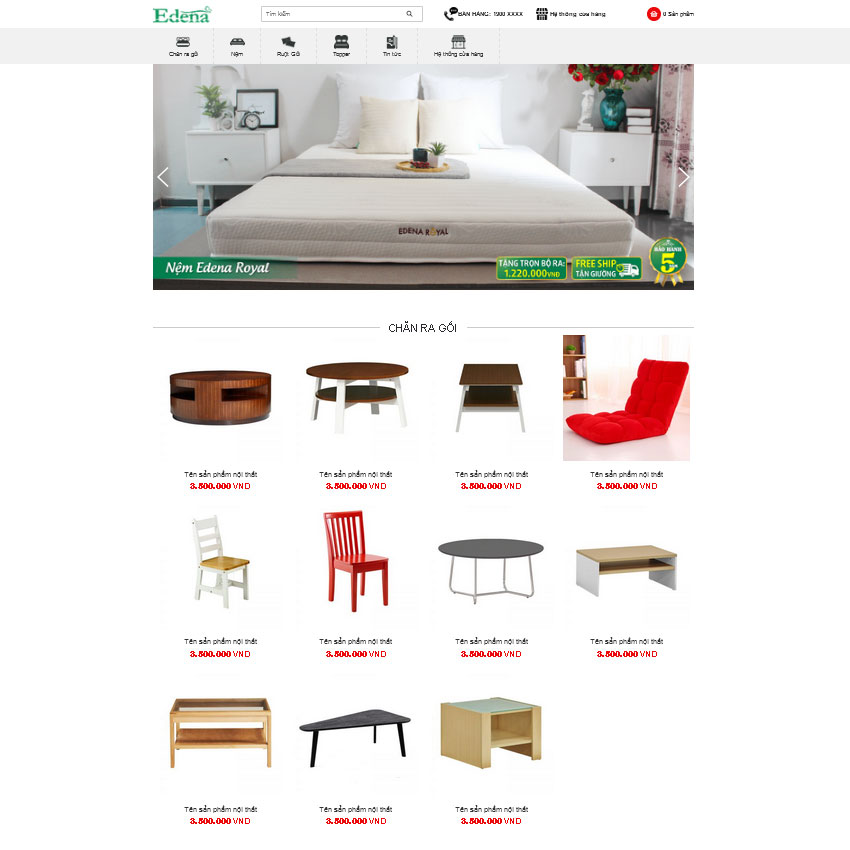 Edena
Tìm kiếm
BÁN HÀNG: 1900 XXXX
Hệ thống cửa hàng
0 Sản phẩm
Chăn ra gối
Nệm
Ruột Gối
Topper
Tin tức
Hệ thống cửa hàng
EDENA ROYAL
Nệm Edena Royal
TẶNG TRỌN BỘ RA:
1.220.000VNĐ
FREE SHIP
TẬN GIƯỜNG
BẢO HÀNH
5
CHĂN RA GỐI
Tên sản phẩm nội thất
3.500.000 VND
Tên sản phẩm nội thất
3.500.000 VND
Tên sản phẩm nội thất
3.500.000 VND
Tên sản phẩm nội thất
3.500.000 VND
Tên sản phẩm nội thất
3.500.000 VND
Tên sản phẩm nội thất
3.500.000 VND
Tên sản phẩm nội thất
3.500.000 VND
Tên sản phẩm nội thất
3.500.000 VND
Tên sản phẩm nội thất
3.500.000 VND
Tên sản phẩm nội thất
3.500.000 VND
Tên sản phẩm nội thất
3.500.000 VND